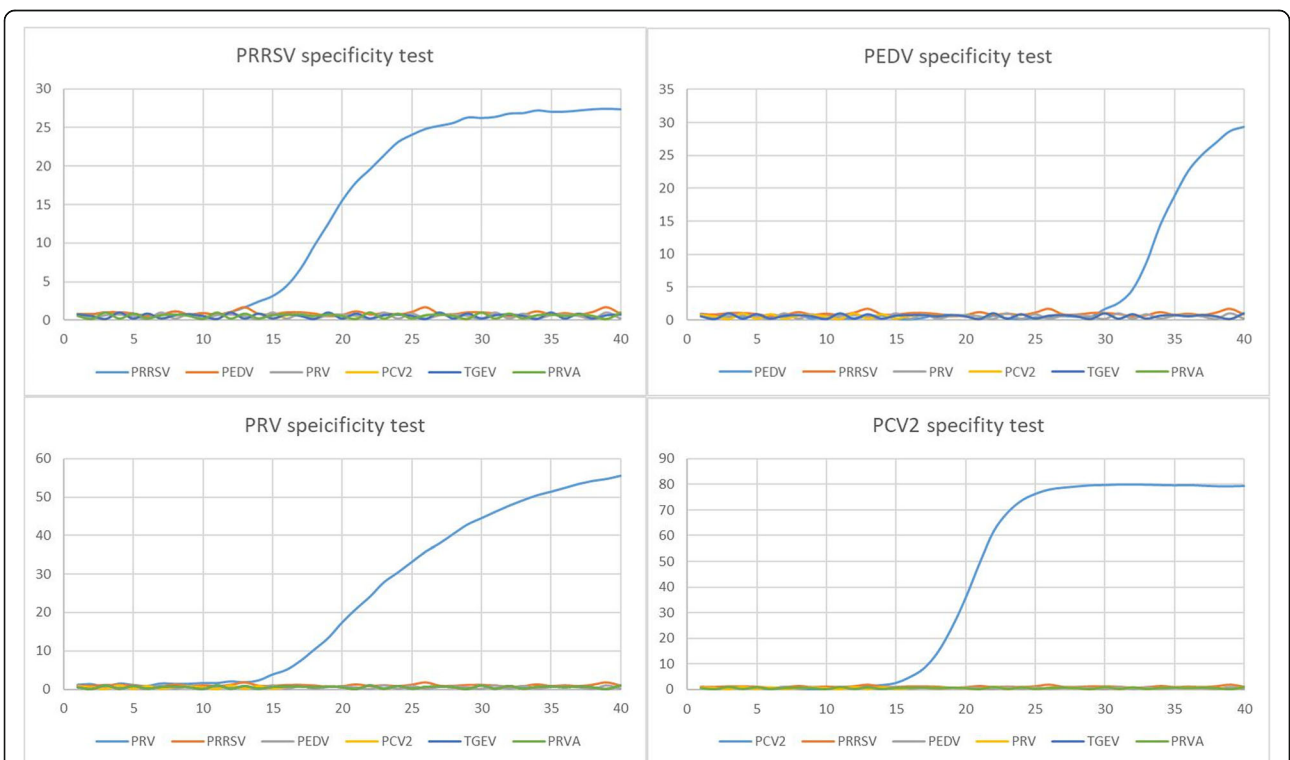 PRRSV specificity test
30
25
20
15
10
5
0
0 5 10 15 20 25 30 35 40
PRRSV PEDV PRV PCV2 TGEV PRVA
PEDV specificity test
35
30
25
20
15
10
5
0
0 5 10 15 20 25 30 35 40
PEDV PRRSV PRV PCV2 TGEV PRVA
PRV speicificity test
60
50
40
30
20
10
0
0 5 10 15 20 25 30 35 40
PRV PRRSV PEDV PCV2 TGEV PRVA
PCV2 specifity test
90
80
70
60
50
40
30
20
10
0
0 5 10 15 20 25 30 35 40
PCV2 PRRSV PEDV PRV TGEV PRVA